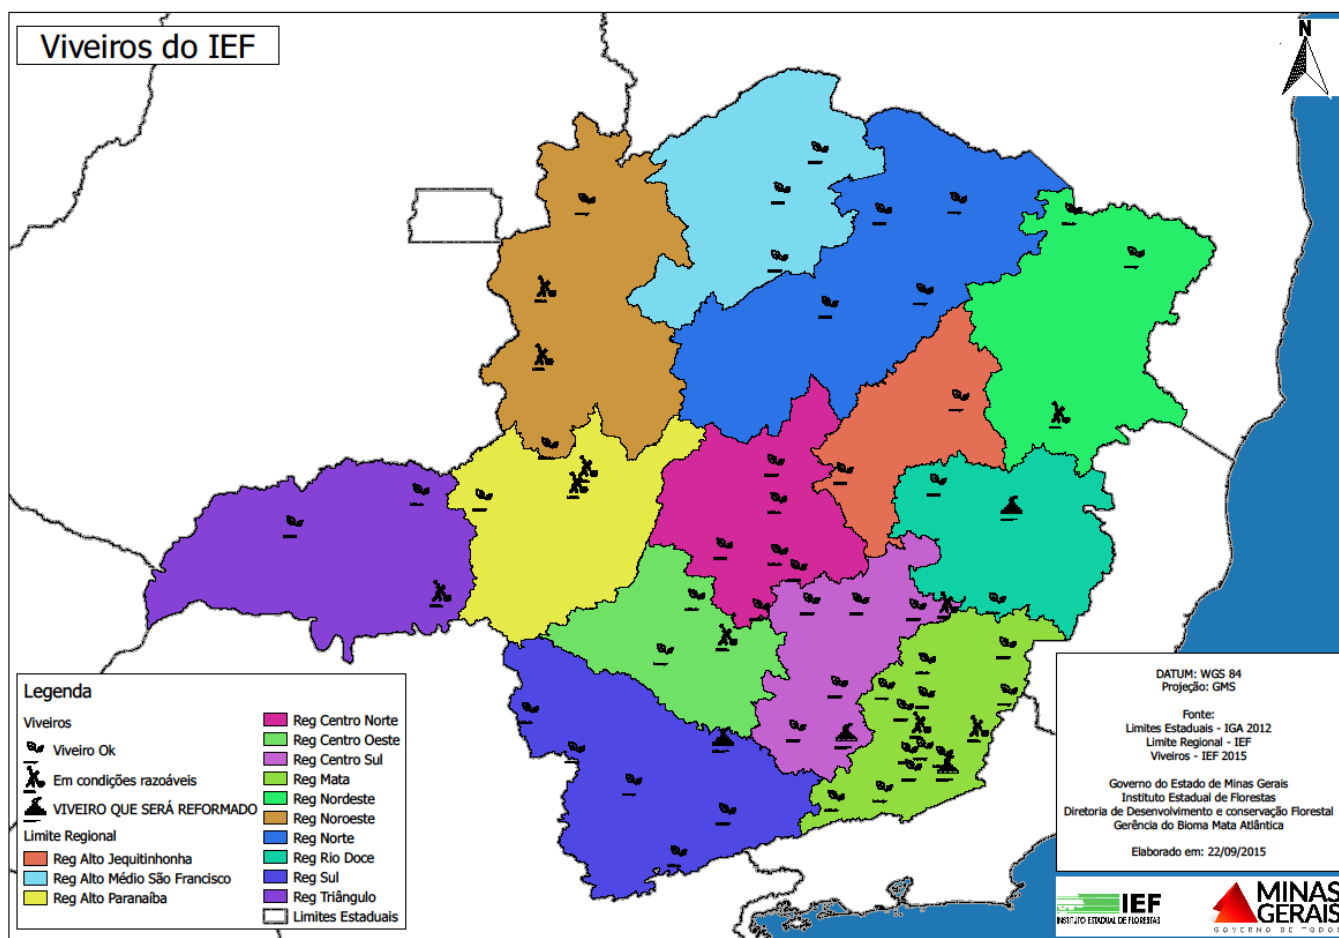 Viveiros do IEF
N
Legenda
Viveiros
Viveiro Ok
Em condições razoáveis
VIVEIRO QUE SERÁ REFORMADO
Limite Regional
Reg Alto Jequitinhonha
Reg Alto Médio São Francisco
Reg Alto Paranaíba
Reg Centro Norte
Reg Centro Oeste
Reg Centro Sul
Reg Mata
Reg Nordeste
Reg Noroeste
Reg Norte
Reg Rio Doce
Reg Sul
Reg Triângulo
Limites Estaduais
DATUM: WGS 84
Projeção: GMS
Fonte:
Limites Estaduais - IGA 2012
Limite Regional - IEF
Viveiros - IEF 2015
Governo do Estado de Minas Gerais
Instituto Estadual de Florestas
Diretoria de Desenvolvimento e conservação Florestal
Gerência do Bioma Mata Atlântica
Elaborado em: 22/09/2015
IEF
INSTITUTO ESTADUAL DE FLORESTAS
MINAS
GERAIS
GOVERNO DE TODOS